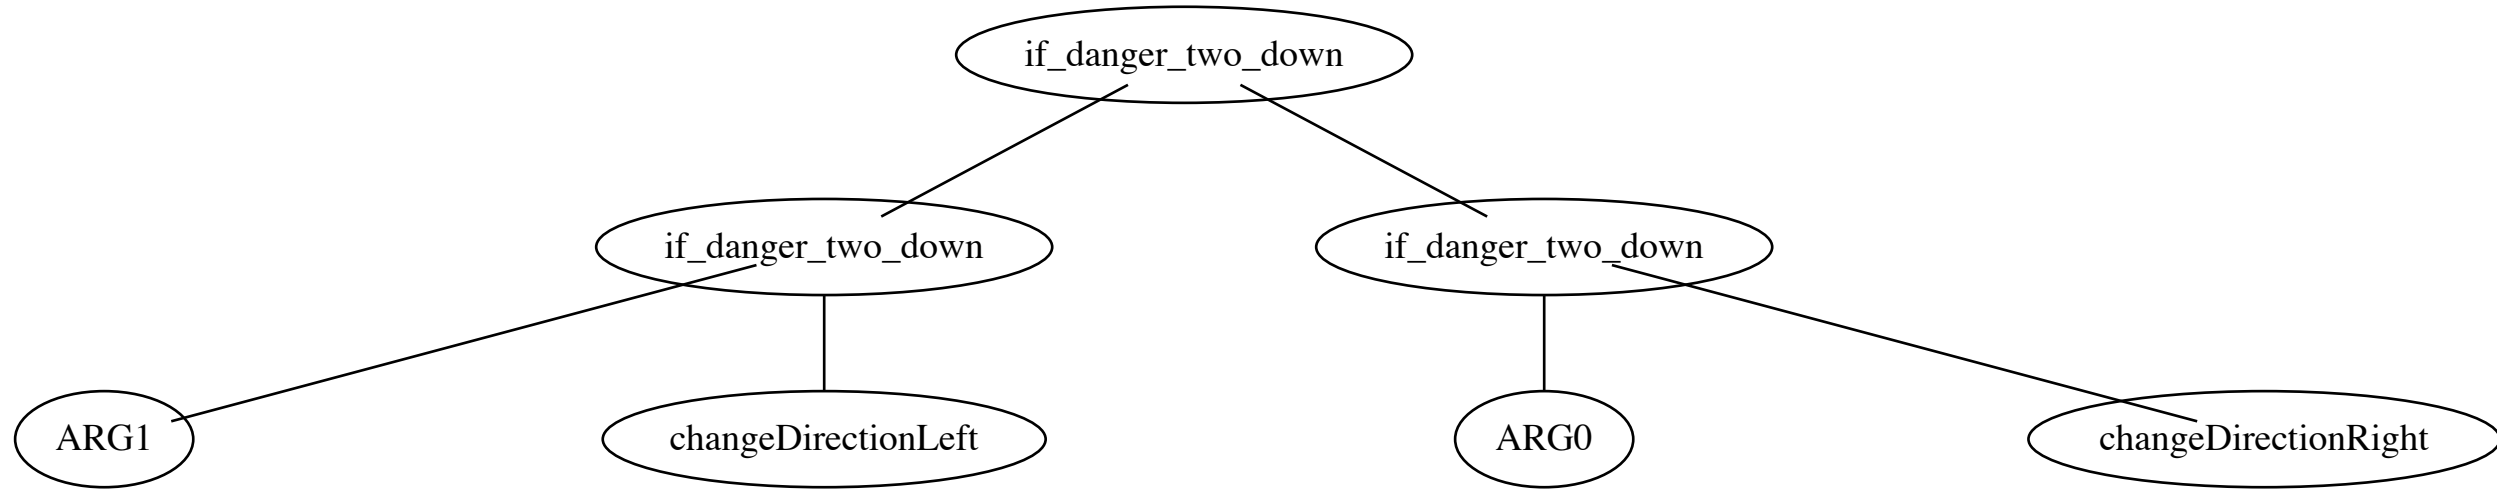 if_danger_two_down
if_danger_two_down
if_danger_two_down
ARG1
changeDirectionLeft
ARG0
changeDirectionRight